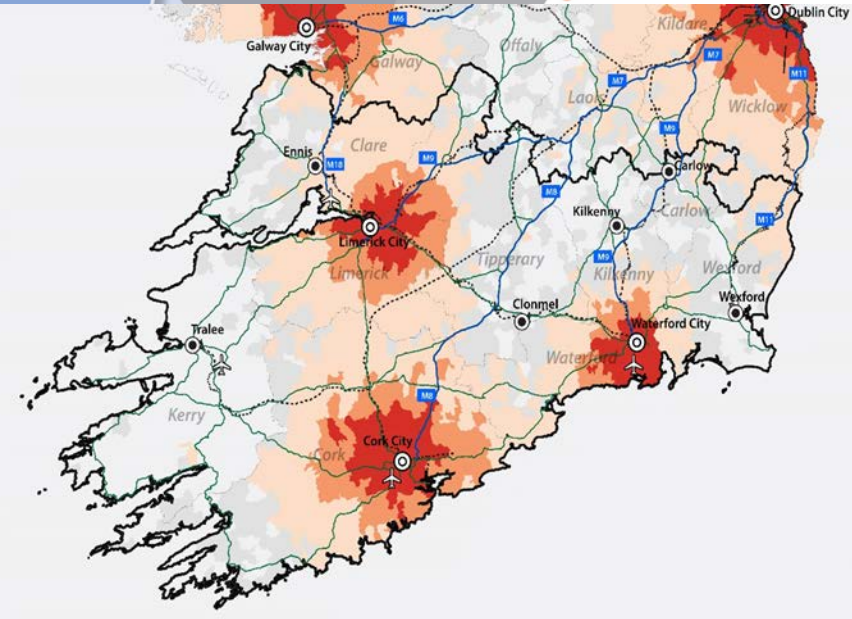 Dublin City
M6
Kildare
Galway City
Offaly
M7
Galway
M7
M11
Laois
Wicklow
M9
Clare
Ennis
M18
M9
Carlow
M8
Kilkenny
Carlow
M11
Limerick City
M9
Tipperary
Limerick
Kilkenny
Wexford
Clonmel
Wexford
Tralee
Waterford City
Waterford
M8
Kerry
Cork City
Cork